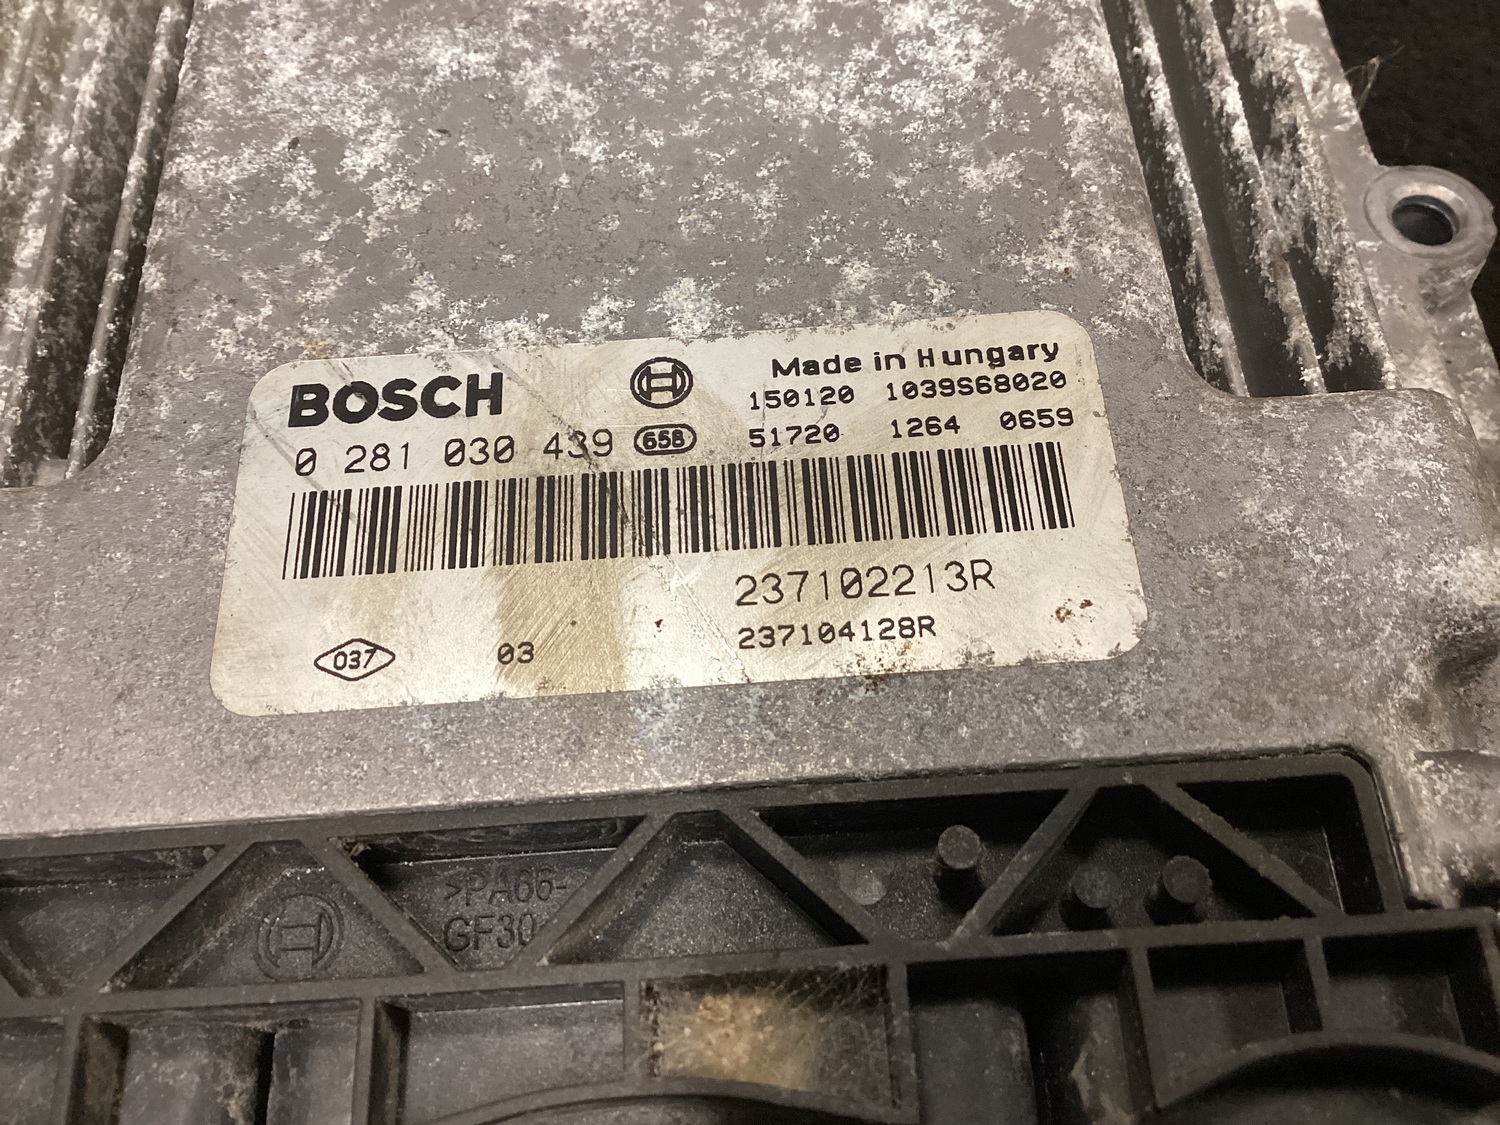 BOSCH
Made in Hungary
150120 1039S68020
0 281 030 439 658
51720 1264 0659
237102213R
237104128R
037 03
>PA66-
GF30